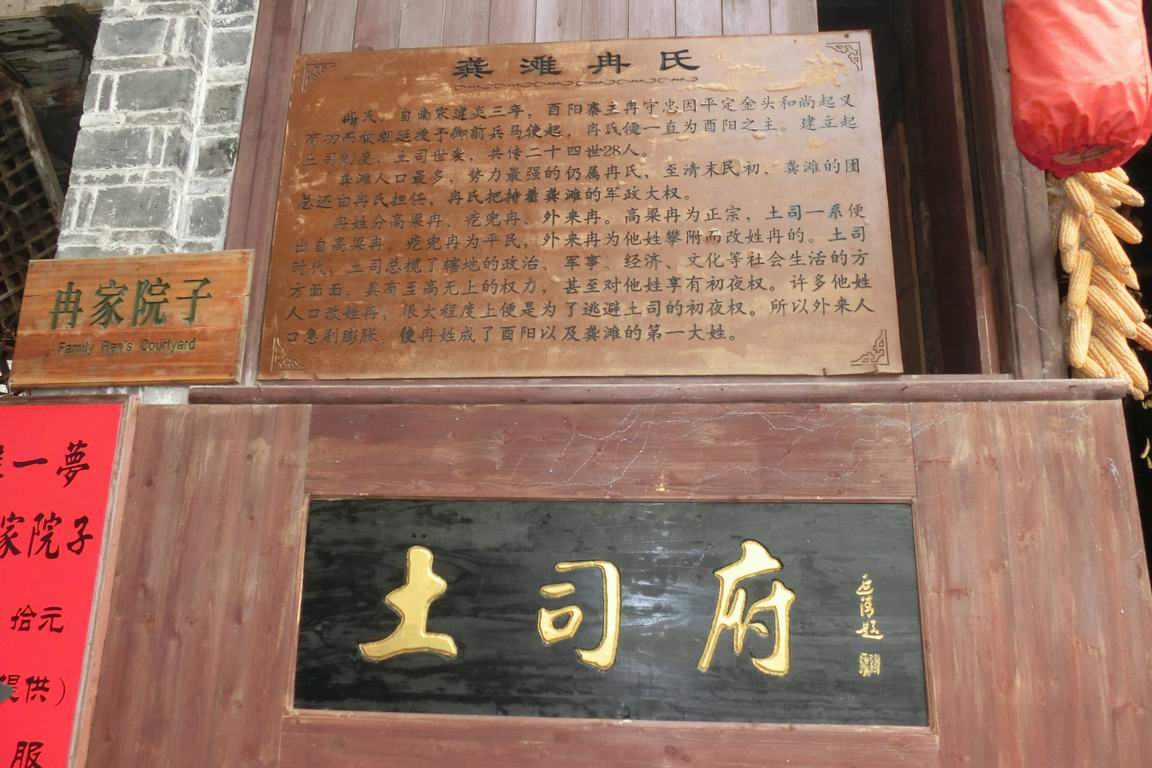 龚滩冉氏
冉氏，自南宋建炎三年，酉阳寨主冉守忠因平定金头和尚起义
有功而被朝廷授予御前兵马使起，冉氏便一直为酉阳之主。建立起
土司制度、土司世袭，共传二十四世28人。
龚滩人口最多，势力最强的仍属冉氏，至清末民初、龚滩的团
总还由冉氏担任，冉氏把持着龚滩的军政大权。
冉姓分高梁冉、疙兜冉、外来冉。高粱冉为正宗，土司一系便
出自高梁冉。疙兜冉为平民，外来冉为他姓攀附而改姓冉的。土司
时代，土司总揽了辖地的政治、军事、经济、文化等社会生活的方
方面面，具有至高无上的权力，甚至对他姓享有初夜权。许多他姓
人口改姓冉，很大程度上便是为了逃避土司的初夜权。所以外来人
口急剧膨胀，使冉姓成了酉阳以及龚滩的第一大姓。
冉家院子
Family Ran's Courtyard
一夢
家院子
拾元
提供）
服
土司府
题